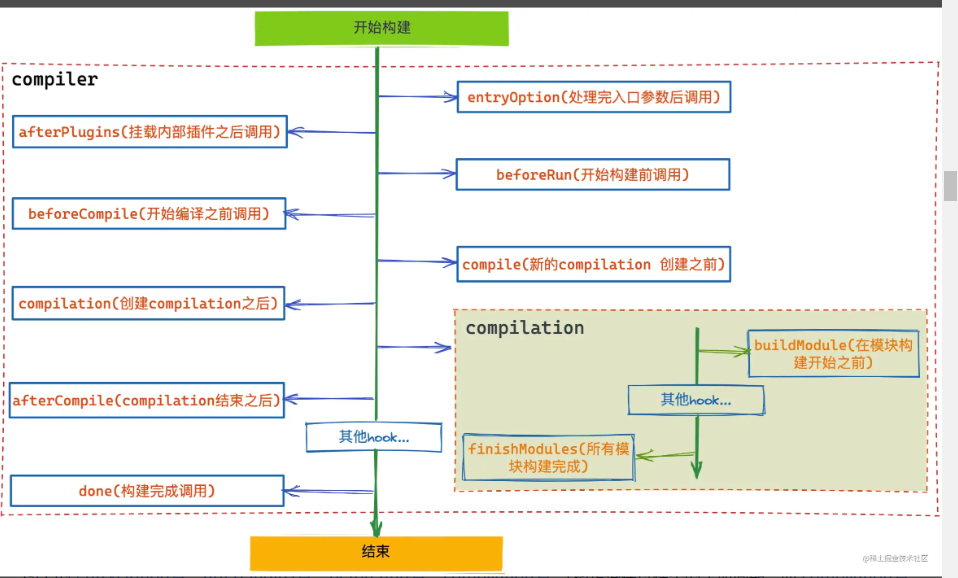 开始构建
compiler
entryOption(处理完入口参数后调用)
afterPlugins(挂载内部插件之后调用)
beforeRun(开始构建前调用)
beforeCompile(开始编译之前调用)
compile(新的compilation 创建之前)
compilation(创建compilation之后)
compilation
buildModule(在模块构
建开始之前)
其他hook...
finishModules(所有模
块构建完成)
afterCompile(compilation结束之后)
其他hook...
done(构建完成调用)
结束
@稀土掘金技术社区